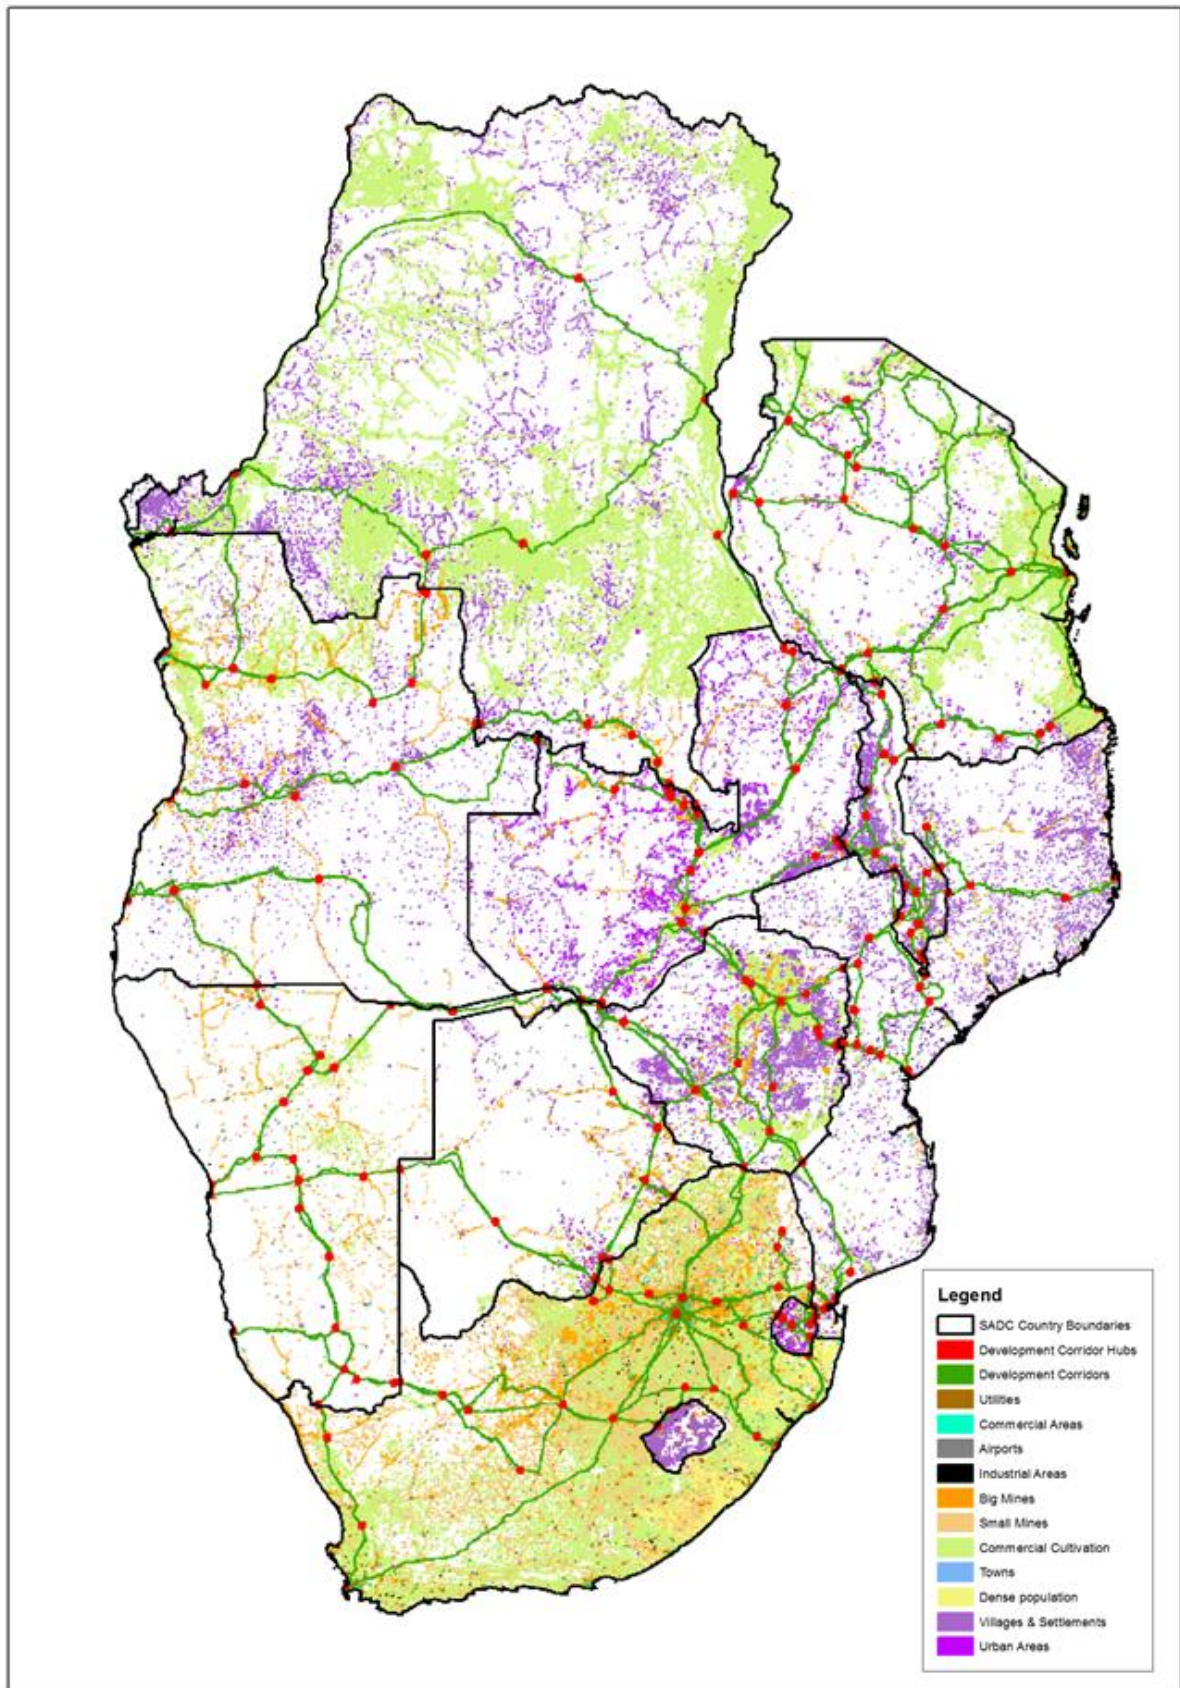 Legend
SADC Country Boundaries
Development Corridor Hubs
Development Corridors
Utilities
Commercial Areas
Airports
Industrial Areas
Big Mines
Small Mines
Commercial Cultivation
Towns
Dense population
Villages & Settlements
Urban Areas